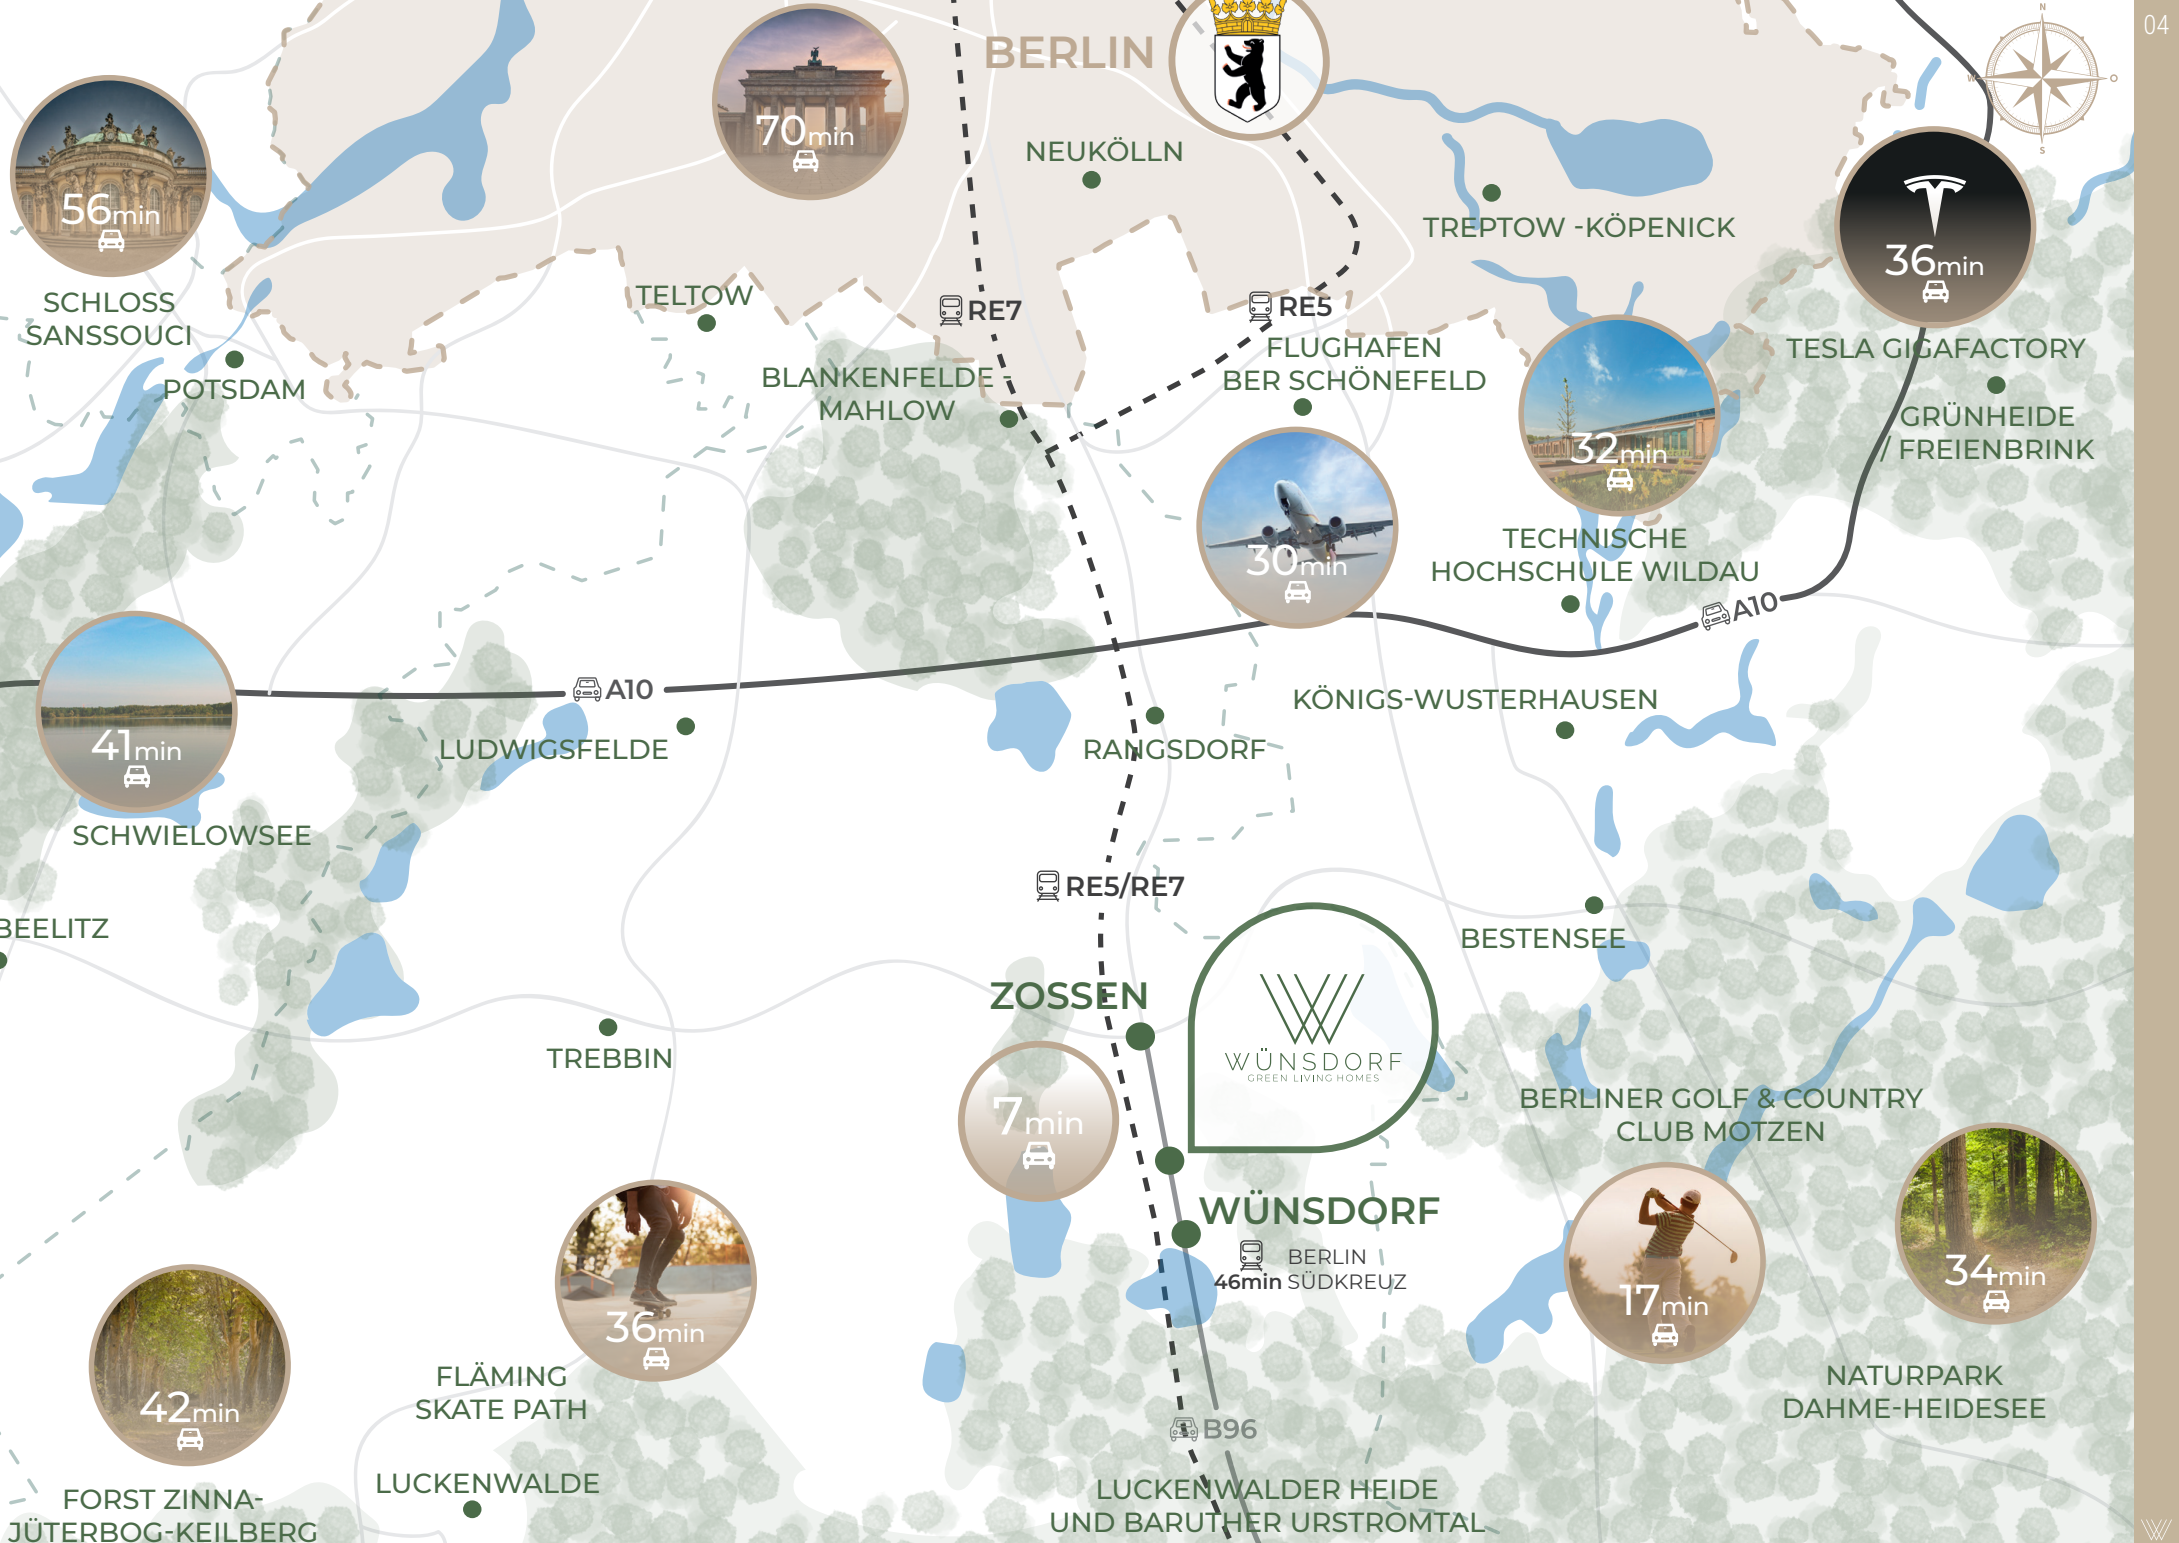 04
BERLIN
N
W
O
S
70min
NEUKÖLLN
56min
TREPTOW -KÖPENICK
36min
SCHLOSS
SANSSOUCI
TELTOW
RE7
RE5
POTSDAM
BLANKENFELDE -
MAHLOW
FLUGHAFEN
BER SCHÖNEFELD
TESLA GIGAFACTORY
GRÜNHEIDE
/ FREIENBRINK
32min
30min
TECHNISCHE
HOCHSCHULE WILDAU
A10
A10
KÖNIGS-WUSTERHAUSEN
41min
LUDWIGSFELDE
RANGSDORF
SCHWIELOWSEE
RE5/RE7
BEELITZ
BESTENSEE
ZOSSEN
WÜNSDORF
GREEN LIVING HOMES
TREBBIN
7min
BERLINER GOLF & COUNTRY
CLUB MOTZEN
WÜNSDORF
BERLIN
46min SÜDKREUZ
36min
17min
34min
42min
FLÄMING
SKATE PATH
NATURPARK
DAHME-HEIDESEE
B96
LUCKENWALDE
FORST ZINNA-
JÜTERBOG-KEILBERG
LUCKENWALDER HEIDE
UND BARUTHER URSTROMTAL